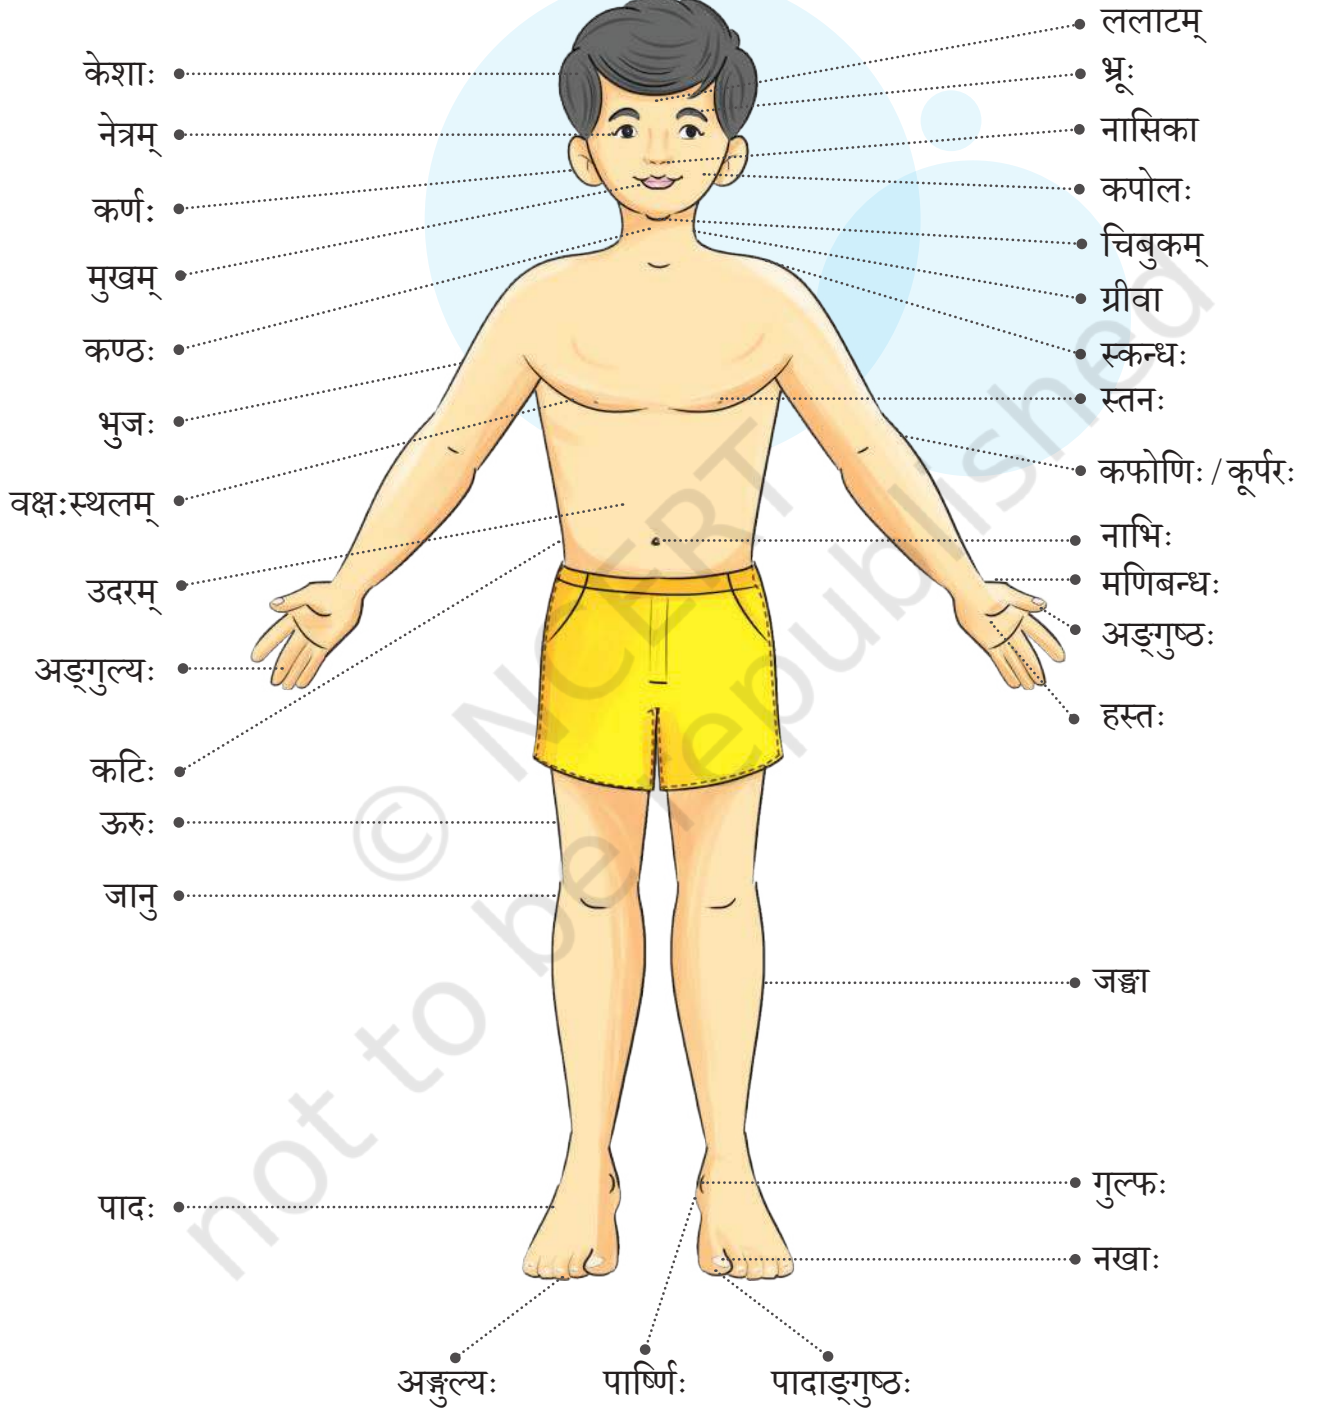 केशाः
नेत्रम्
कर्णः
मुखम्
कण्ठः
भुजः
वक्षःस्थलम्
उदरम्
अङ्गुल्यः
कटिः
ऊरुः
जानु
पादः
ललाटम्
भ्रूः
नासिका
कपोलः
चिबुकम्
ग्रीवा
स्कन्धः
स्तनः
कफोणिः / कूर्परः
नाभिः
मणिबन्धः
अङ्गुष्ठः
हस्तः
जङ्घा
गुल्फः
नखाः
अङ्गुल्यः
पार्ष्णिः
पादाङ्गुष्ठः
© NCERT
not to be republished